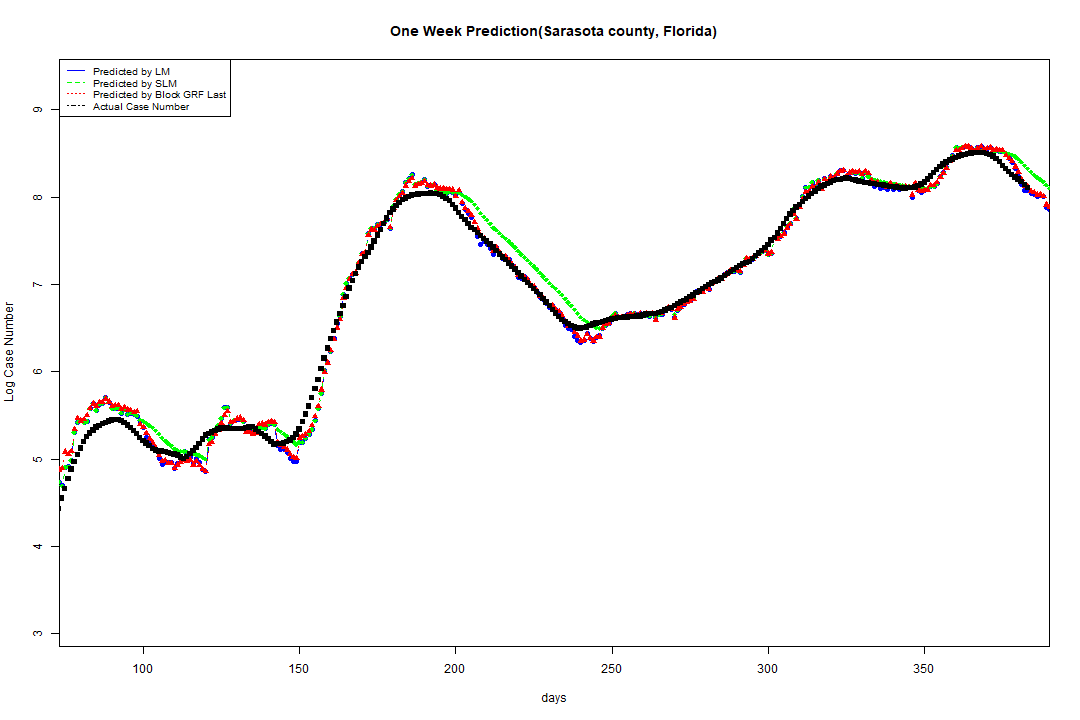 One Week Prediction(Sarasota county, Florida)
Predicted by LM
Predicted by SLM
Predicted by Block GRF Last
Actual Case Number
9
8
7
6
5
4
3
Log Case Number
100 150 200 250 300 350
days